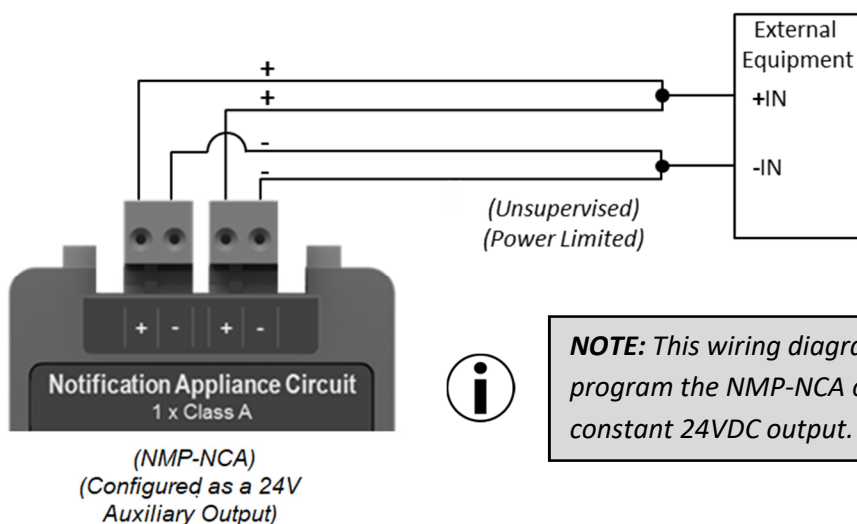 External
Equipment
+
+IN
+
-
-IN
-
(Unsupervised)
(Power Limited)
+ - + -
Notification Appliance Circuit
1 x Class A
(NMP-NCA)
(Configured as a 24V
Auxiliary Output)
i
NOTE: This wiring
program the NMP-NCA
constant 24VDC output.